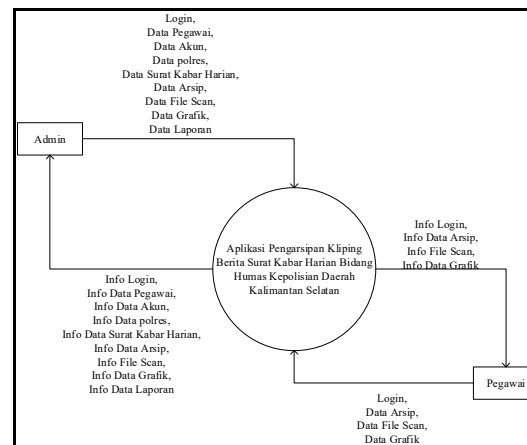 Login,
Data Pegawai,
Data Akun,
Data polres,
Data Surat Kabar Harian,
Data Arsip,
Data File Scan,
Data Grafik,
Data Laporan
Admin
Aplikasi Pengarsipan Kliping
Berita Surat Kabar Harian Bidang
Humas Kepolisian Daerah
Kalimantan Selatan
Info Login,
Info Data Arsip,
Info File Scan,
Info Data Grafik
Info Login,
Info Data Pegawai,
Info Data Akun,
Info Data polres,
Info Data Surat Kabar Harian,
Info Data Arsip,
Info File Scan,
Info Data Grafik,
Info Data Laporan
Pegawai
Login,
Data Arsip,
Data File Scan,
Data Grafik